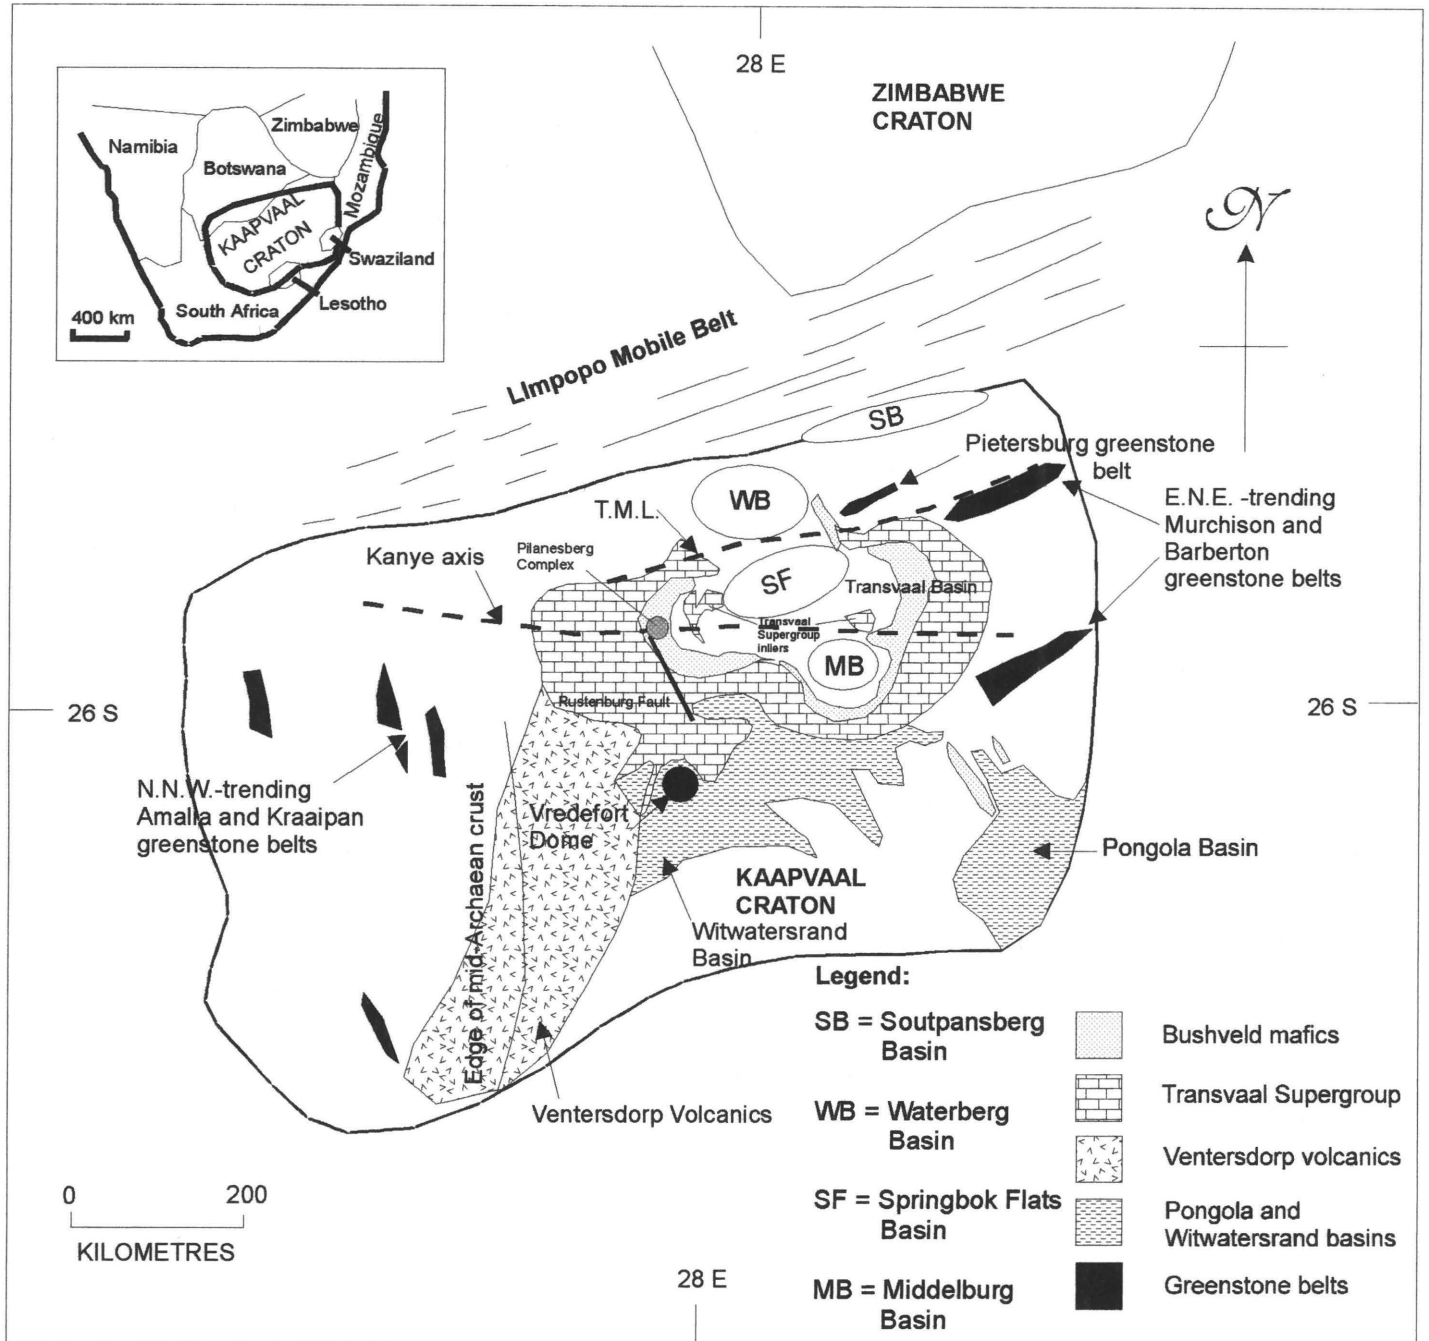 28 E
ZIMBABWE
CRATON
Namibia
Zimbabwe
Botswana
Mozambique
KAAPVAAL
CRATON
Swaziland
Lesotho
South Africa
400 km
N
LImpopo Mobile Belt
SB
Pietersburg greenstone
belt
WB
T.M.L.
E.N.E. -trending
Murchison and
Barberton
greenstone belts
Kanye axis
Pilanesberg
Complex
SF
Transvaal Basin
Transvaal
Supergroup
inliers
MB
26 S
Rustenburg Fault
26 S
N.N.W.-trending
Amalia and Kraaipan
greenstone belts
Edge of mid-Archaean crust
Vredefort
Dome
Pongola Basin
KAAPVAAL
CRATON
Witwatersrand
Basin
Ventersdorp Volcanics
Legend:
SB = Soutpansberg
Basin
WB = Waterberg
Basin
SF = Springbok Flats
Basin
MB = Middelburg
Basin
Bushveld mafics
Transvaal Supergroup
Ventersdorp volcanics
Pongola and
Witwatersrand basins
Greenstone belts
0 200
KILOMETRES
28 E